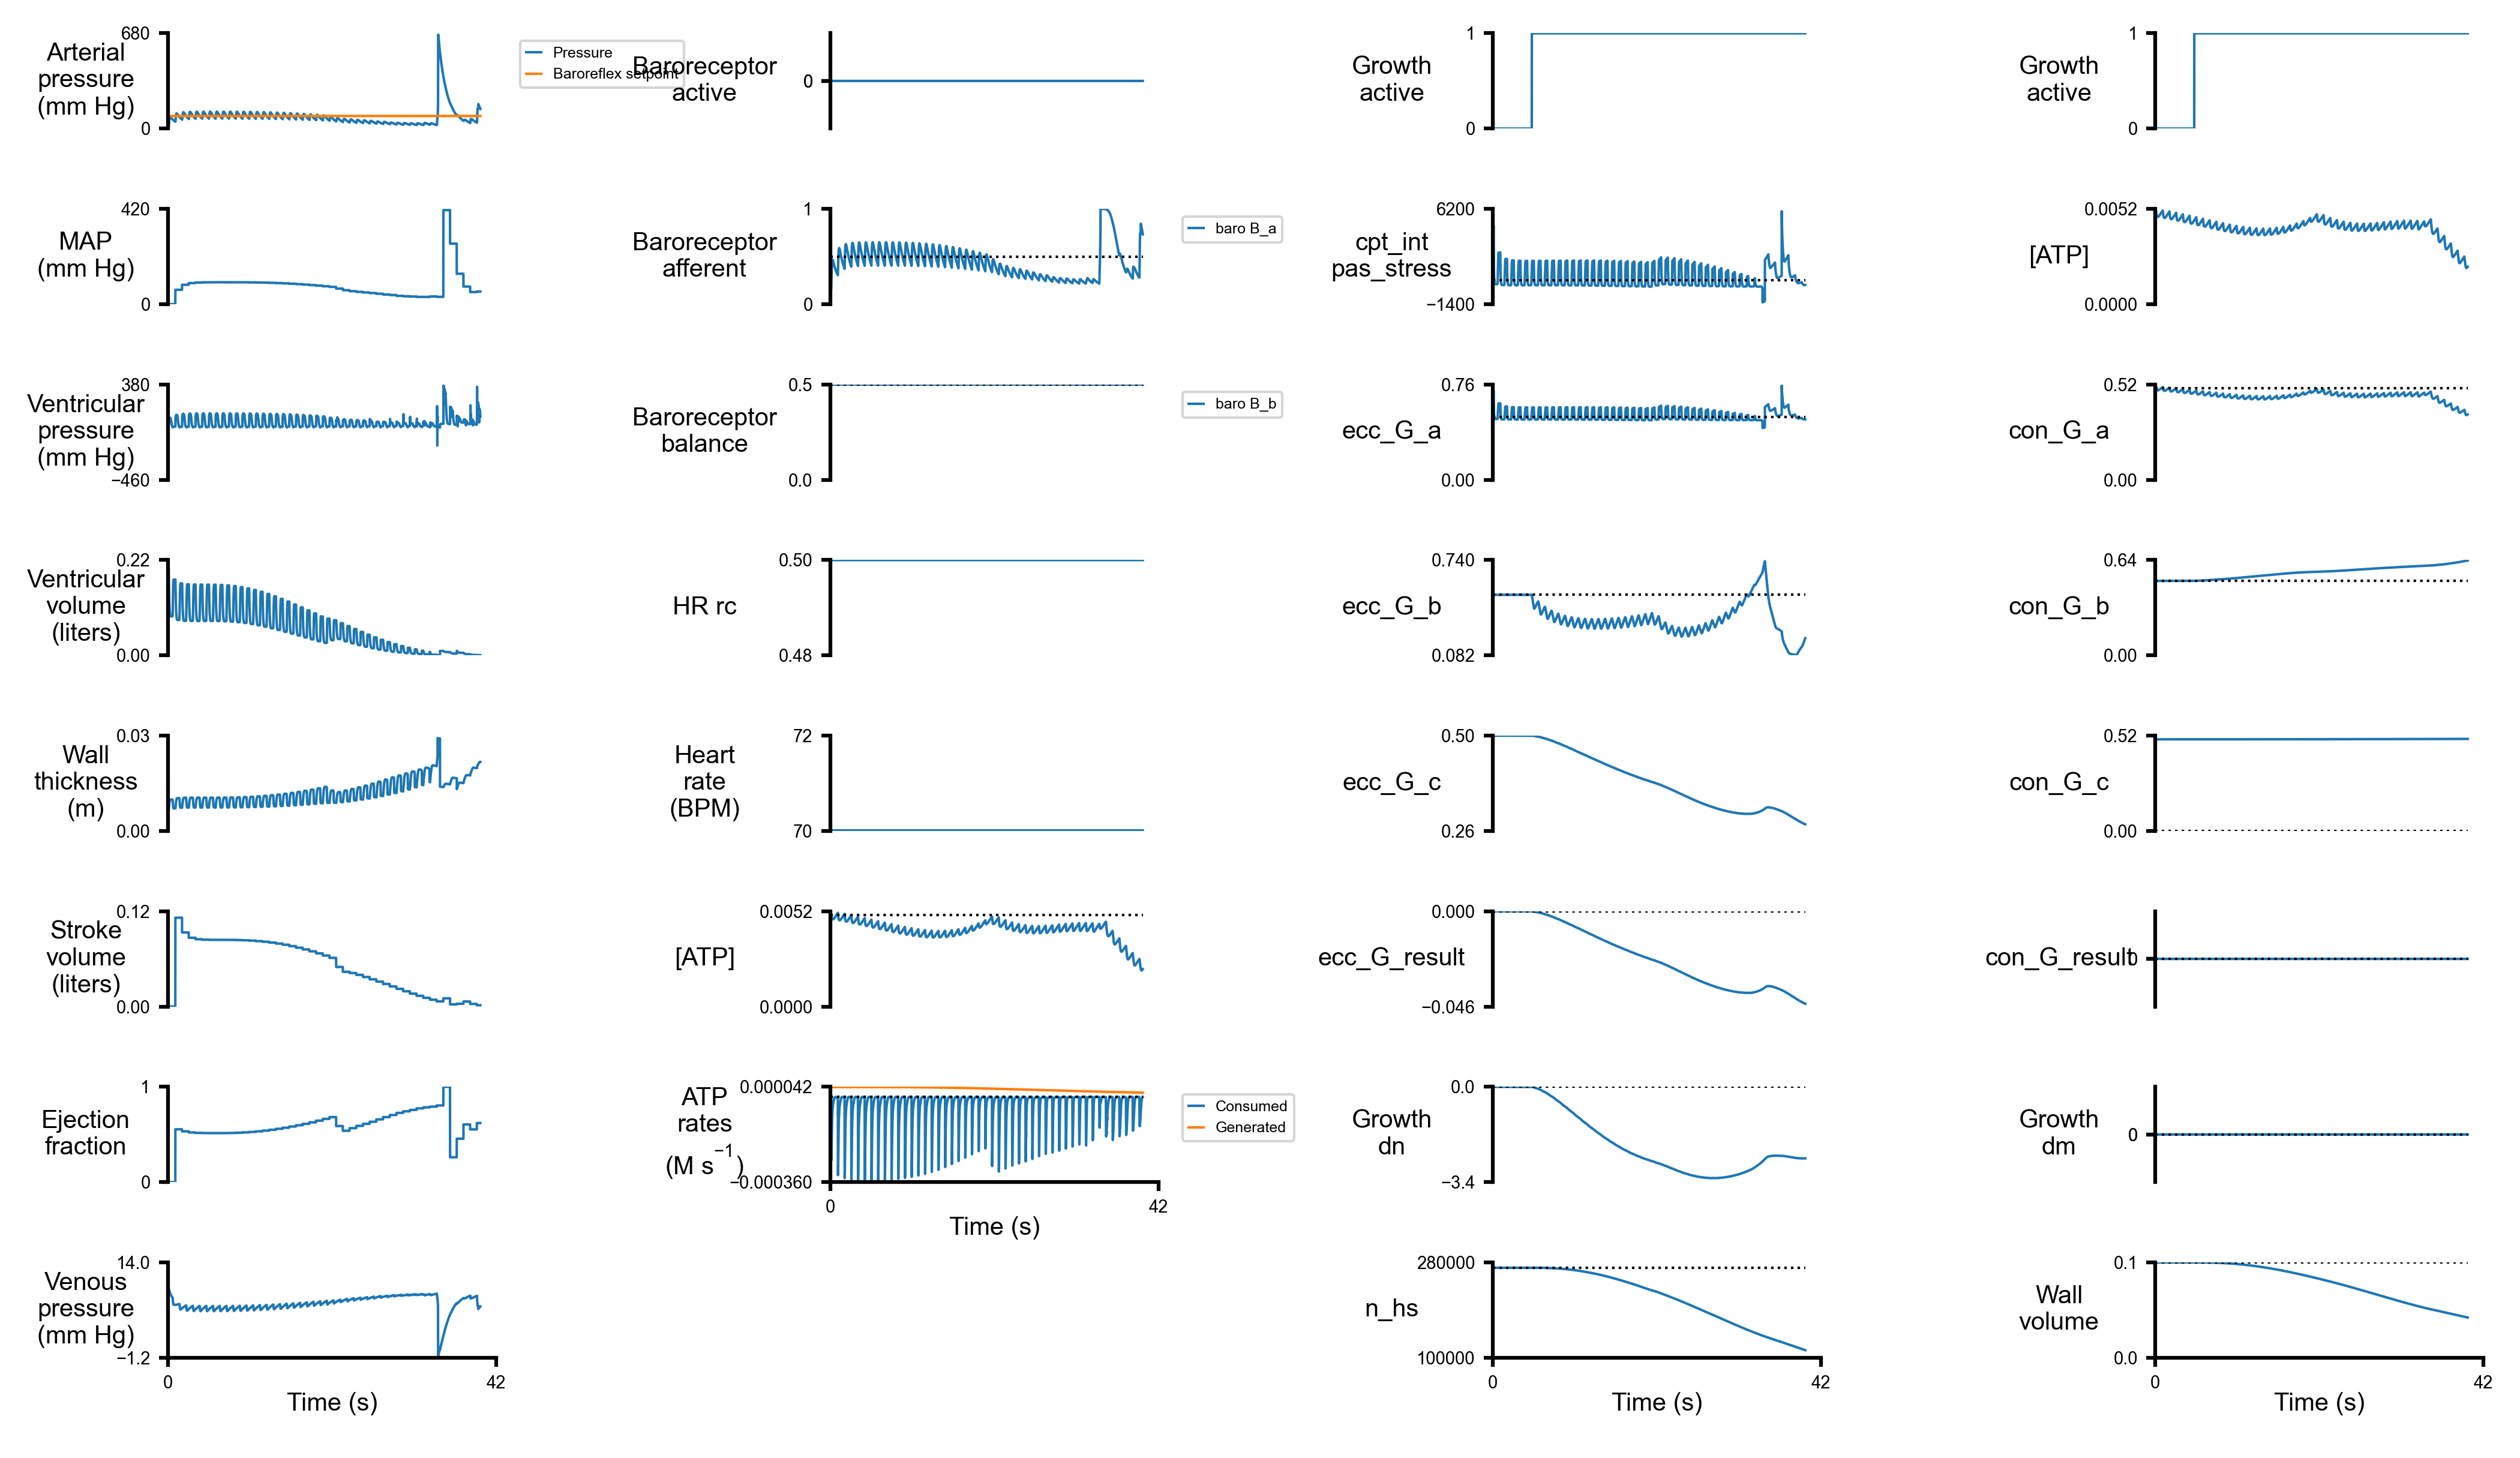 680
Arterial
pressure
(mm Hg)
0
Pressure
Baroreflex setpoint
Baroreceptor
active
0
1
Growth
active
0
1
Growth
active
0
420
MAP
(mm Hg)
0
1
Baroreceptor
afferent
0
baro B_a
6200
cpt_int
pas_stress
−1400
0.0052
[ATP]
0.0000
380
Ventricular
pressure
(mm Hg)
−460
0.5
Baroreceptor
balance
0.0
baro B_b
0.76
ecc_G_a
0.00
0.52
con_G_a
0.00
0.22
Ventricular
volume
(liters)
0.00
0.50
HR rc
0.48
0.740
ecc_G_b
0.082
0.64
con_G_b
0.00
0.03
Wall
thickness
(m)
0.00
72
Heart
rate
(BPM)
70
0.50
ecc_G_c
0.26
0.52
con_G_c
0.00
0.12
Stroke
volume
(liters)
0.00
0.0052
[ATP]
0.0000
0.000
ecc_G_result
−0.046
con_G_result
0
1
Ejection
fraction
0
0.000042
ATP
rates
(M s⁻¹)
−0.000360
0
42
Time (s)
Consumed
Generated
0.0
Growth
dn
−3.4
Growth
dm
0
14.0
Venous
pressure
(mm Hg)
−1.2
0
42
Time (s)
280000
n_hs
100000
0
42
Time (s)
0.1
Wall
volume
0.0
0
42
Time (s)